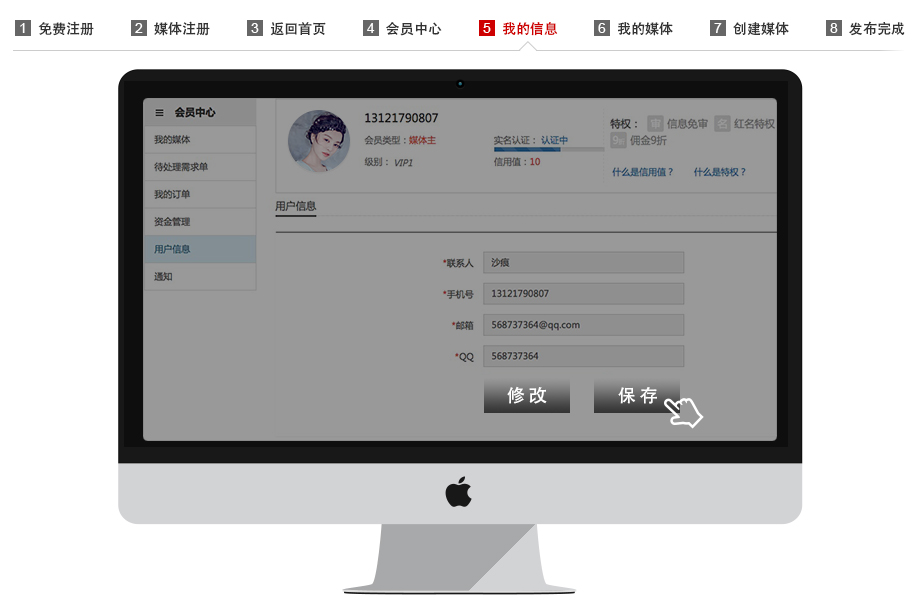 1 免费注册 2 媒体注册 3 返回首页 4 会员中心 5 我的信息 6 我的媒体 7 创建媒体 8 发布完成
≡ 会员中心
我的媒体
待处理需求单
我的订单
资金管理
用户信息
通知
13121790807
会员类型：媒体主
级别： VIP1
实名认证： 认证中
信用值：10
特权： 审 信息免审 名 红名特权
9折 佣金9折
什么是信用值？ 什么是特权？
用户信息
*联系人 沙痕
*手机号 13121790807
*邮箱 568737364@qq.com
*QQ 568737364
修改 保存